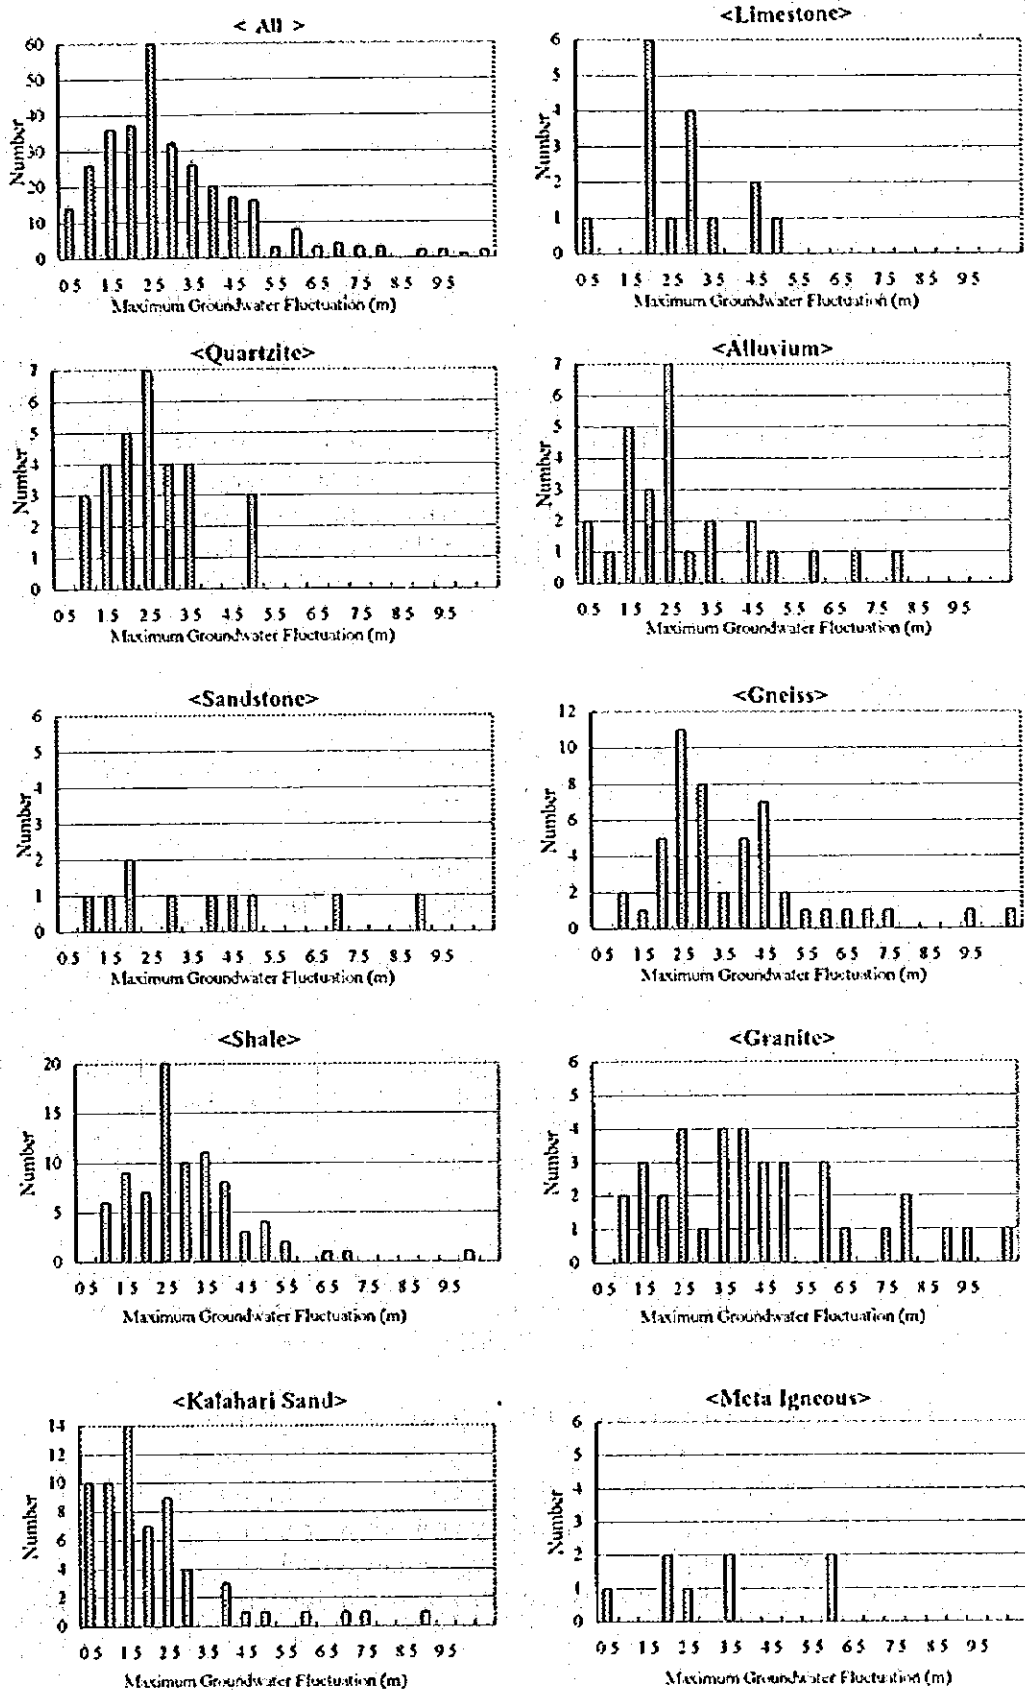 < All >
60
50
40
30
20
10
0
Number
0.5 1.5 2.5 3.5 4.5 5.5 6.5 7.5 8.5 9.5
Maximum Groundwater Fluctuation (m)
<Limestone>
6
5
4
3
2
1
0
Number
0.5 1.5 2.5 3.5 4.5 5.5 6.5 7.5 8.5 9.5
Maximum Groundwater Fluctuation (m)
<Quartzite>
7
6
5
4
3
2
1
0
Number
0.5 1.5 2.5 3.5 4.5 5.5 6.5 7.5 8.5 9.5
Maximum Groundwater Fluctuation (m)
<Alluvium>
7
6
5
4
3
2
1
0
Number
0.5 1.5 2.5 3.5 4.5 5.5 6.5 7.5 8.5 9.5
Maximum Groundwater Fluctuation (m)
<Sandstone>
6
5
4
3
2
1
0
Number
0.5 1.5 2.5 3.5 4.5 5.5 6.5 7.5 8.5 9.5
Maximum Groundwater Fluctuation (m)
<Gneiss>
12
10
8
6
4
2
0
Number
0.5 1.5 2.5 3.5 4.5 5.5 6.5 7.5 8.5 9.5
Maximum Groundwater Fluctuation (m)
<Shale>
20
15
10
5
0
Number
0.5 1.5 2.5 3.5 4.5 5.5 6.5 7.5 8.5 9.5
Maximum Groundwater Fluctuation (m)
<Granite>
6
5
4
3
2
1
0
Number
0.5 1.5 2.5 3.5 4.5 5.5 6.5 7.5 8.5 9.5
Maximum Groundwater Fluctuation (m)
<Kalahari Sand>
14
12
10
8
6
4
2
0
Number
0.5 1.5 2.5 3.5 4.5 5.5 6.5 7.5 8.5 9.5
Maximum Groundwater Fluctuation (m)
<Meta Igneous>
6
5
4
3
2
1
0
Number
0.5 1.5 2.5 3.5 4.5 5.5 6.5 7.5 8.5 9.5
Maximum Groundwater Fluctuation (m)